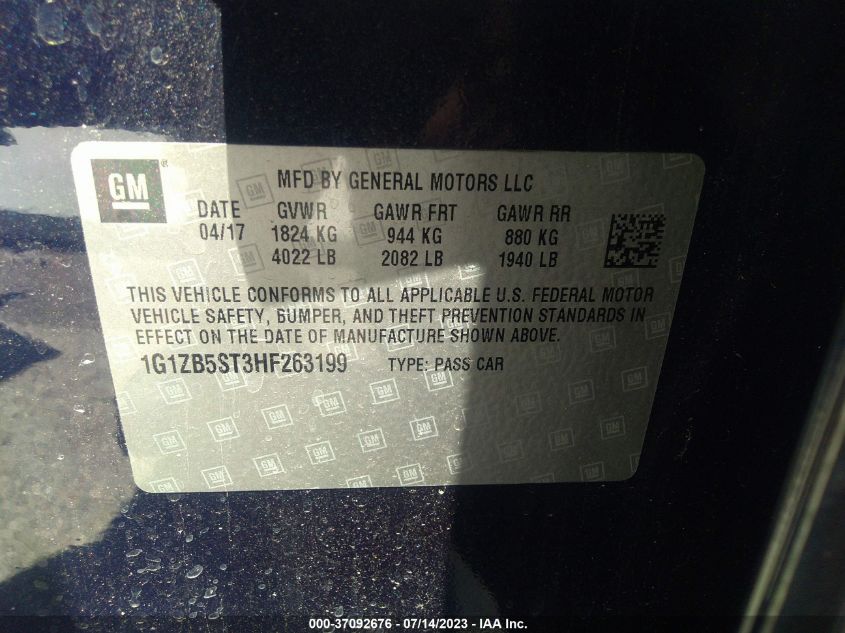 GM ® MFD BY GENERAL MOTORS LLC
DATE GVWR GAWR FRT GAWR RR
04/17 1824 KG 944 KG 880 KG
4022 LB 2082 LB 1940 LB
THIS VEHICLE CONFORMS TO ALL APPLICABLE U.S. FEDERAL MOTOR
VEHICLE SAFETY, BUMPER, AND THEFT PREVENTION STANDARDS IN
EFFECT ON THE DATE OF MANUFACTURE SHOWN ABOVE.
1G1ZB5ST3HF263199 TYPE: PASS CAR
000-37092676 - 07/14/2023 - IAA Inc.